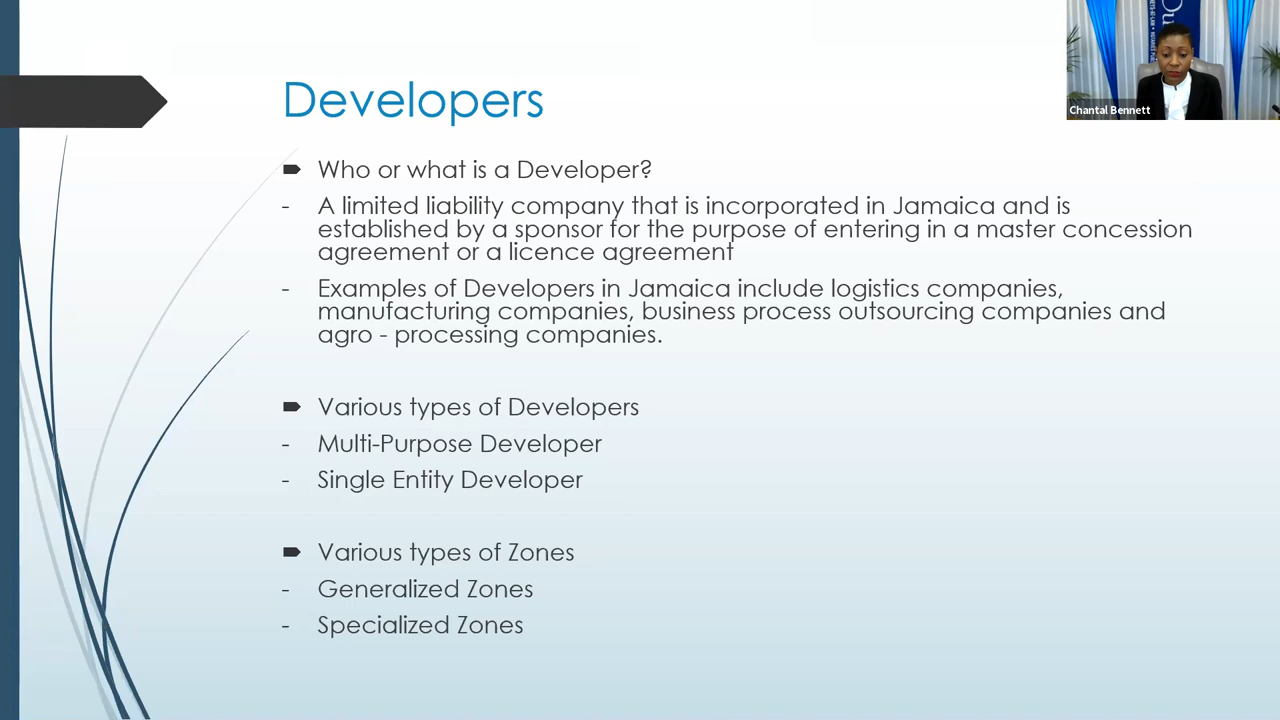 Developers
Who or what is a Developer?
- A limited liability company that is incorporated in Jamaica and is
established by a sponsor for the purpose of entering in a master concession
agreement or a licence agreement
- Examples of Developers in Jamaica include logistics companies,
manufacturing companies, business process outsourcing companies and
agro - processing companies.
Various types of Developers
- Multi-Purpose Developer
- Single Entity Developer
Various types of Zones
- Generalized Zones
- Specialized Zones
Chantal Bennett